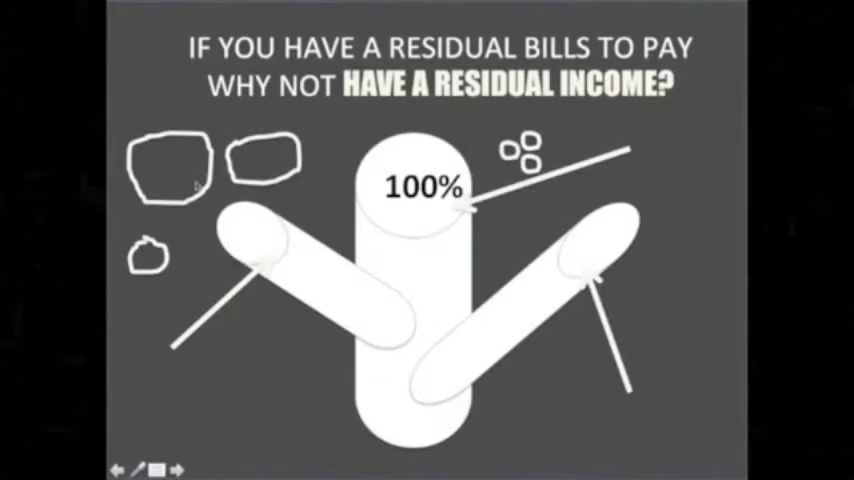 IF YOU HAVE A RESIDUAL BILLS TO PAY
WHY NOT HAVE A RESIDUAL INCOME?
100%